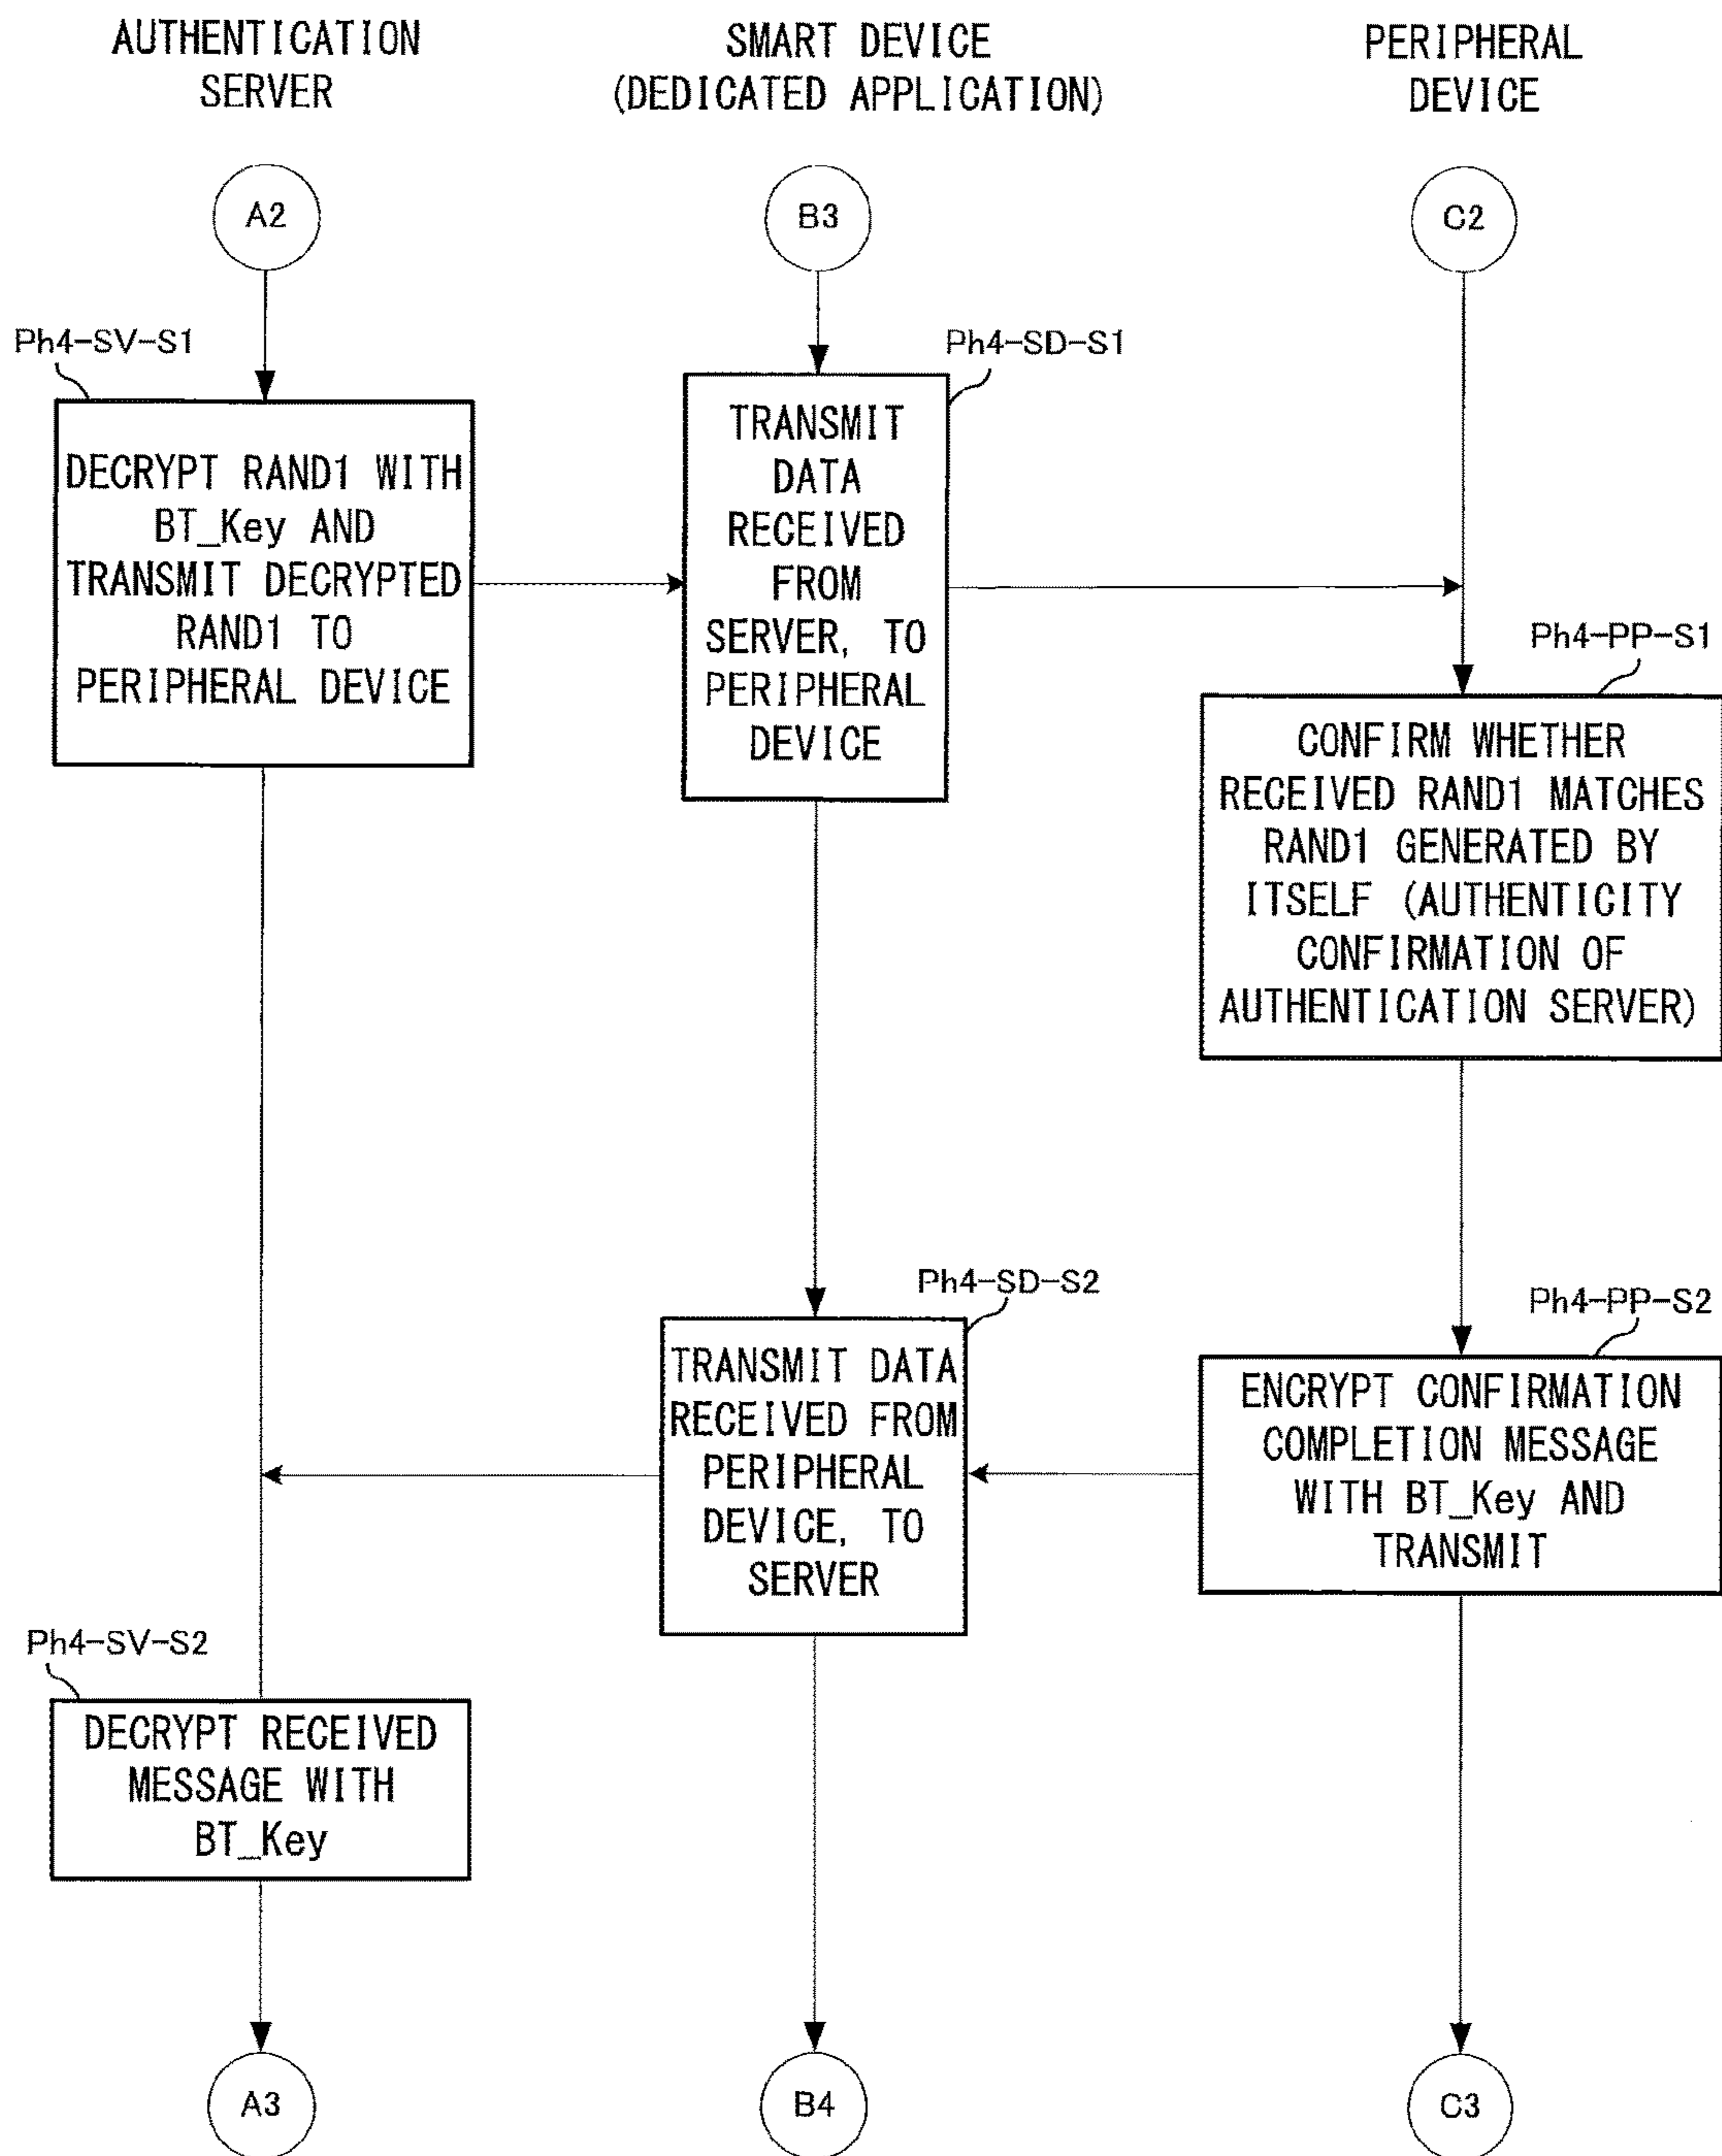 AUTHENTICATION
SERVER
SMART DEVICE
(DEDICATED APPLICATION)
PERIPHERAL
DEVICE
A2
B3
C2
Ph4-SV-S1
DECRYPT RAND1 WITH
BT_Key AND
TRANSMIT DECRYPTED
RAND1 TO
PERIPHERAL DEVICE
Ph4-SD-S1
TRANSMIT
DATA
RECEIVED
FROM
SERVER, TO
PERIPHERAL
DEVICE
Ph4-PP-S1
CONFIRM WHETHER
RECEIVED RAND1 MATCHES
RAND1 GENERATED BY
ITSELF (AUTHENTICITY
CONFIRMATION OF
AUTHENTICATION SERVER)
Ph4-SD-S2
TRANSMIT DATA
RECEIVED FROM
PERIPHERAL
DEVICE, TO
SERVER
Ph4-PP-S2
ENCRYPT CONFIRMATION
COMPLETION MESSAGE
WITH BT_Key AND
TRANSMIT
Ph4-SV-S2
DECRYPT RECEIVED
MESSAGE WITH
BT_Key
A3
B4
C3